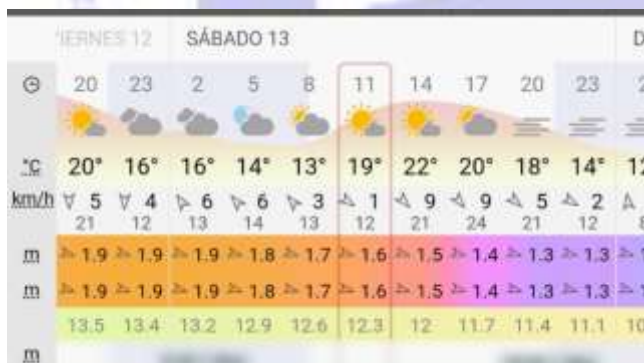 VIERNES 12 SÁBADO 13
20 23 2 5 8 11 14 17 20 23
°C 20° 16° 16° 14° 13° 19° 22° 20° 18° 14°
km/h 5 4 6 6 3 1 9 9 5 2
21 12 13 14 13 12 21 24 21 12
m 1.9 1.9 1.9 1.8 1.7 1.6 1.5 1.4 1.3 1.3
m 1.9 1.9 1.9 1.8 1.7 1.6 1.5 1.4 1.3 1.3
13.5 13.4 13.2 12.9 12.6 12.3 12 11.7 11.4 11.1
m